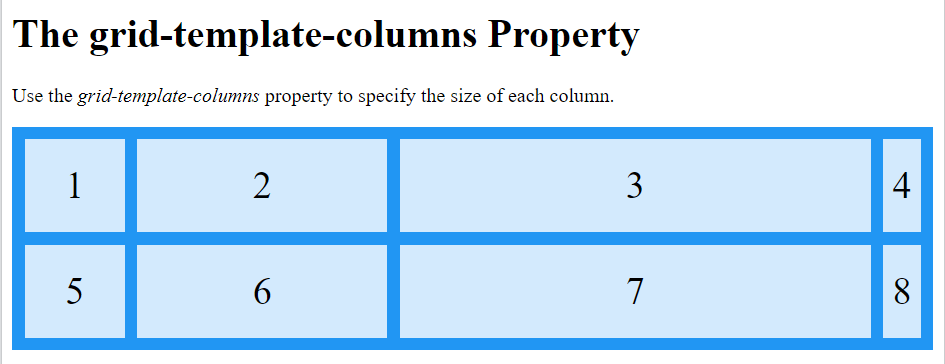 The grid-template-columns Property
Use the grid-template-columns property to specify the size of each column.
1 2 3 4
5 6 7 8